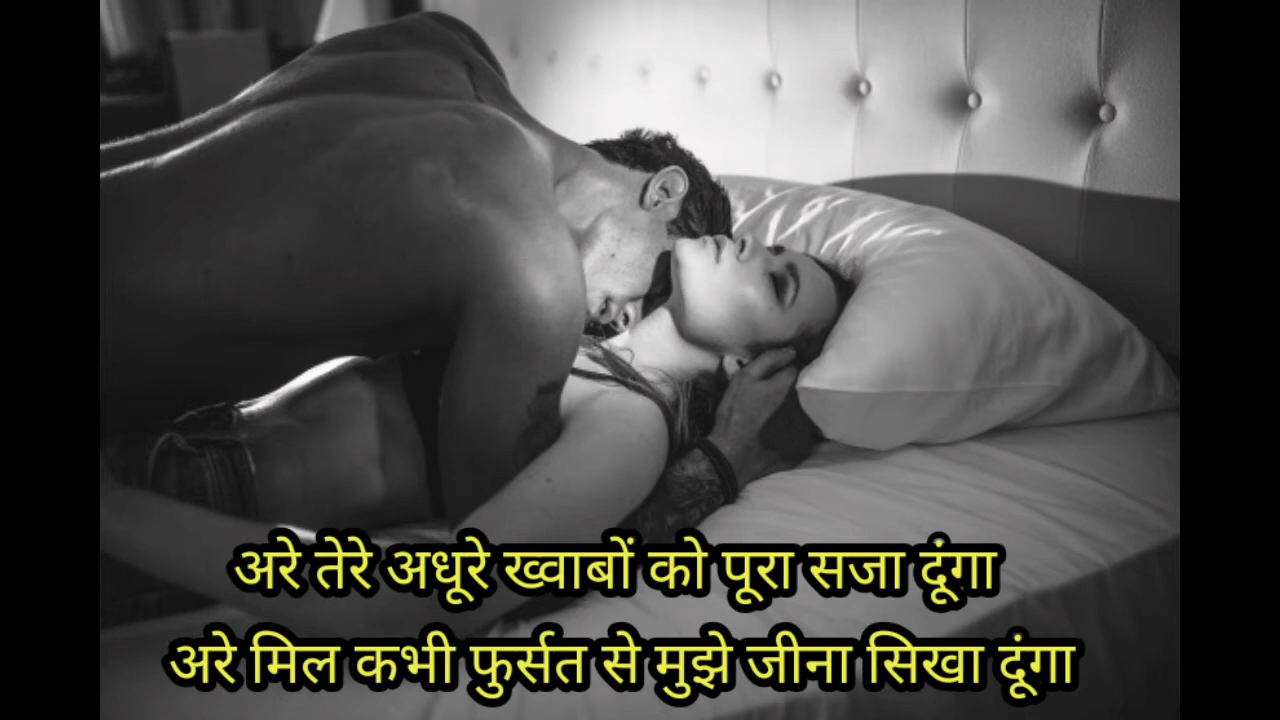 अरे तेरे अधूरे ख्वाबों को पूरा सजा दूंगा
अरे मिल कभी फुर्सत से मुझे जीना सिखा दूंगा